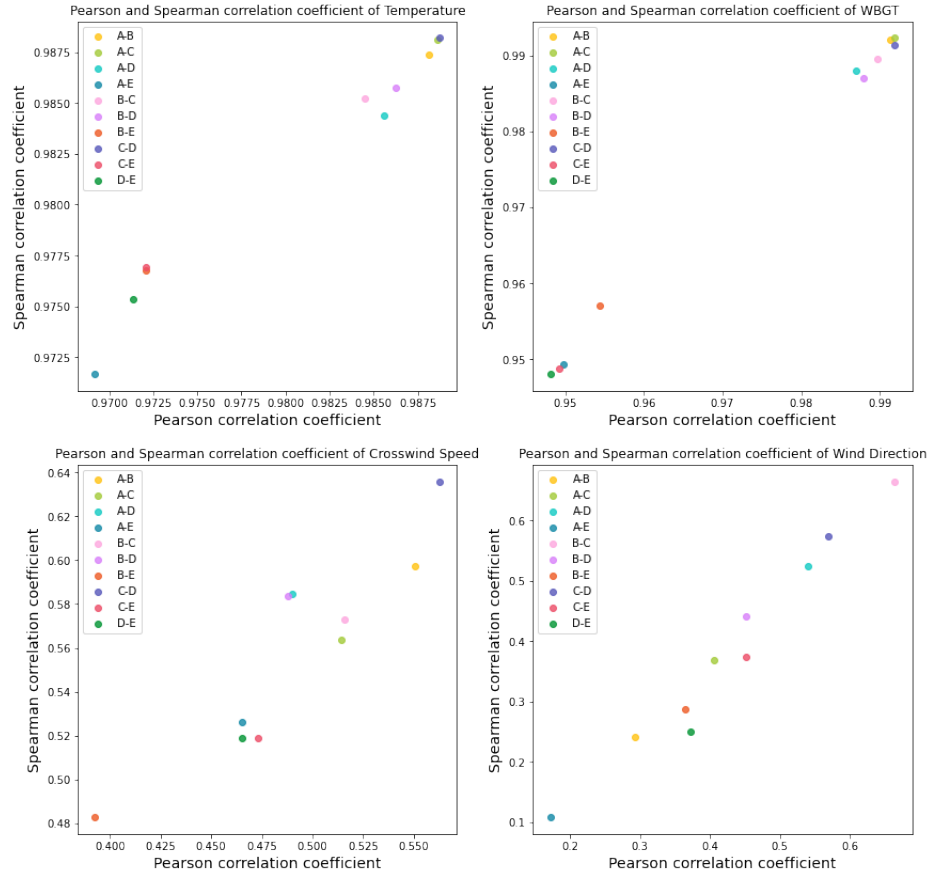 Pearson and Spearman correlation coefficient of Temperature
A-B
A-C
A-D
A-E
B-C
B-D
B-E
C-D
C-E
D-E
0.9875
0.9850
0.9825
0.9800
0.9775
0.9750
0.9725
Spearman correlation coefficient
0.9700 0.9725 0.9750 0.9775 0.9800 0.9825 0.9850 0.9875
Pearson correlation coefficient
Pearson and Spearman correlation coefficient of WBGT
A-B
A-C
A-D
A-E
B-C
B-D
B-E
C-D
C-E
D-E
0.99
0.98
0.97
0.96
0.95
Spearman correlation coefficient
0.95 0.96 0.97 0.98 0.99
Pearson correlation coefficient
Pearson and Spearman correlation coefficient of Crosswind Speed
A-B
A-C
A-D
A-E
B-C
B-D
B-E
C-D
C-E
D-E
0.64
0.62
0.60
0.58
0.56
0.54
0.52
0.50
0.48
Spearman correlation coefficient
0.400 0.425 0.450 0.475 0.500 0.525 0.550
Pearson correlation coefficient
Pearson and Spearman correlation coefficient of Wind Direction
A-B
A-C
A-D
A-E
B-C
B-D
B-E
C-D
C-E
D-E
0.6
0.5
0.4
0.3
0.2
0.1
Spearman correlation coefficient
0.2 0.3 0.4 0.5 0.6
Pearson correlation coefficient